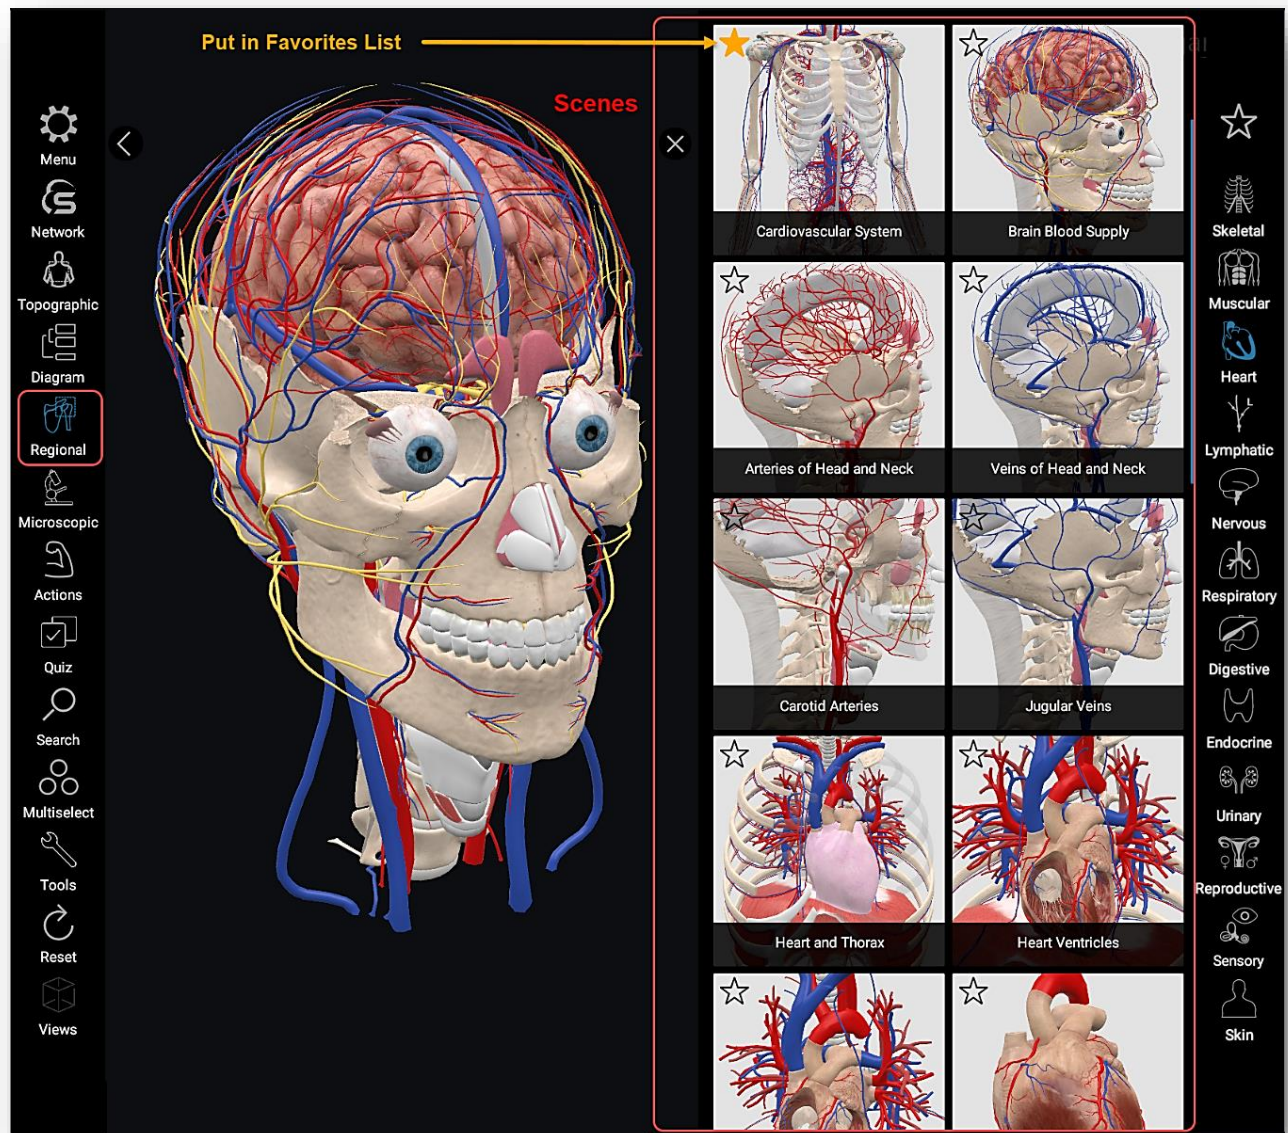 Put in Favorites List
Scenes
Menu
Network
Topographic
Diagram
Regional
Microscopic
Actions
Quiz
Search
Multiselect
Tools
Reset
Views
Cardiovascular System
Brain Blood Supply
Arteries of Head and Neck
Veins of Head and Neck
Carotid Arteries
Jugular Veins
Heart and Thorax
Heart Ventricles
Skeletal
Muscular
Heart
Lymphatic
Nervous
Respiratory
Digestive
Endocrine
Urinary
Reproductive
Sensory
Skin